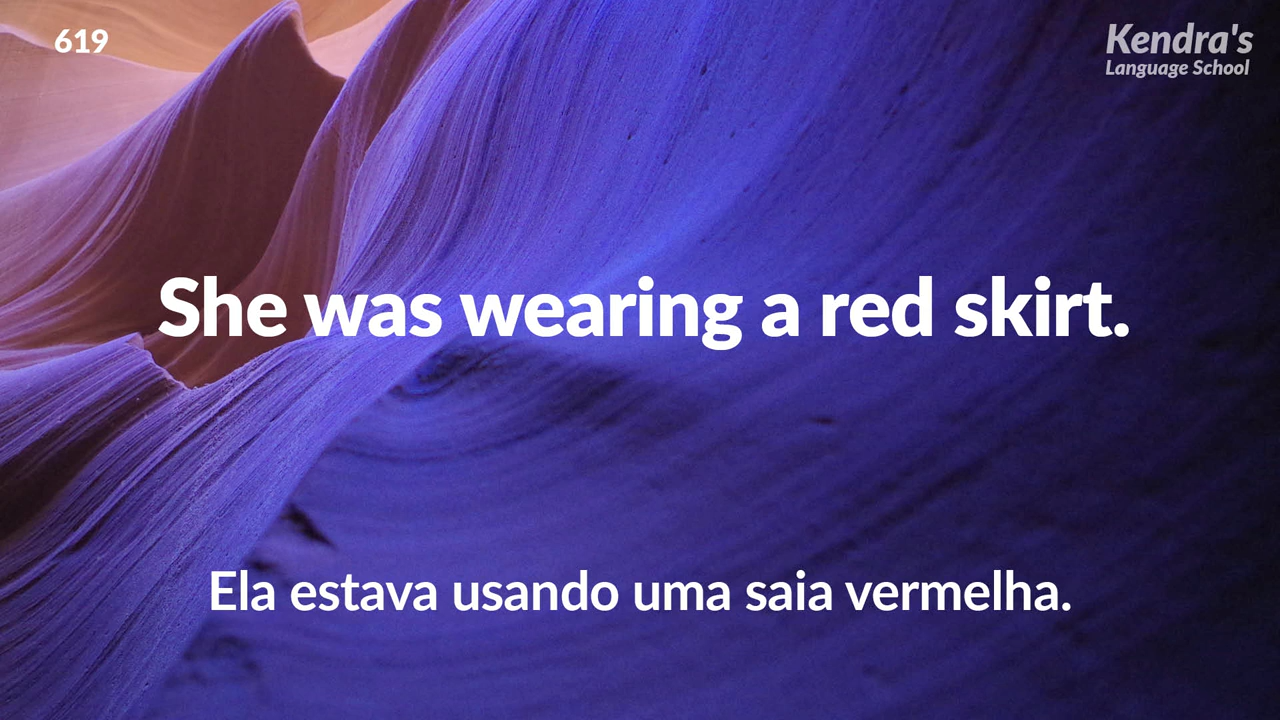 619
Kendra's
Language School
She was wearing a red skirt.
Ela estava usando uma saia vermelha.